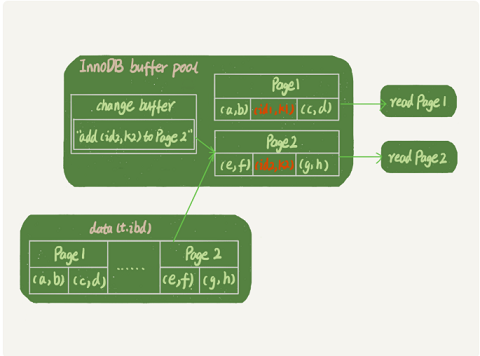 InnoDB buffer pool
Page1
(a,b) (id1,k1) (c,d)
read Page1
change buffer
"add (id2,k2) to Page 2"
Page2
(e,f) (id2,k2) (g,h)
read Page2
data (t.ibd)
Page1 ...... Page 2
(a,b) (c,d) (e,f) (g,h)